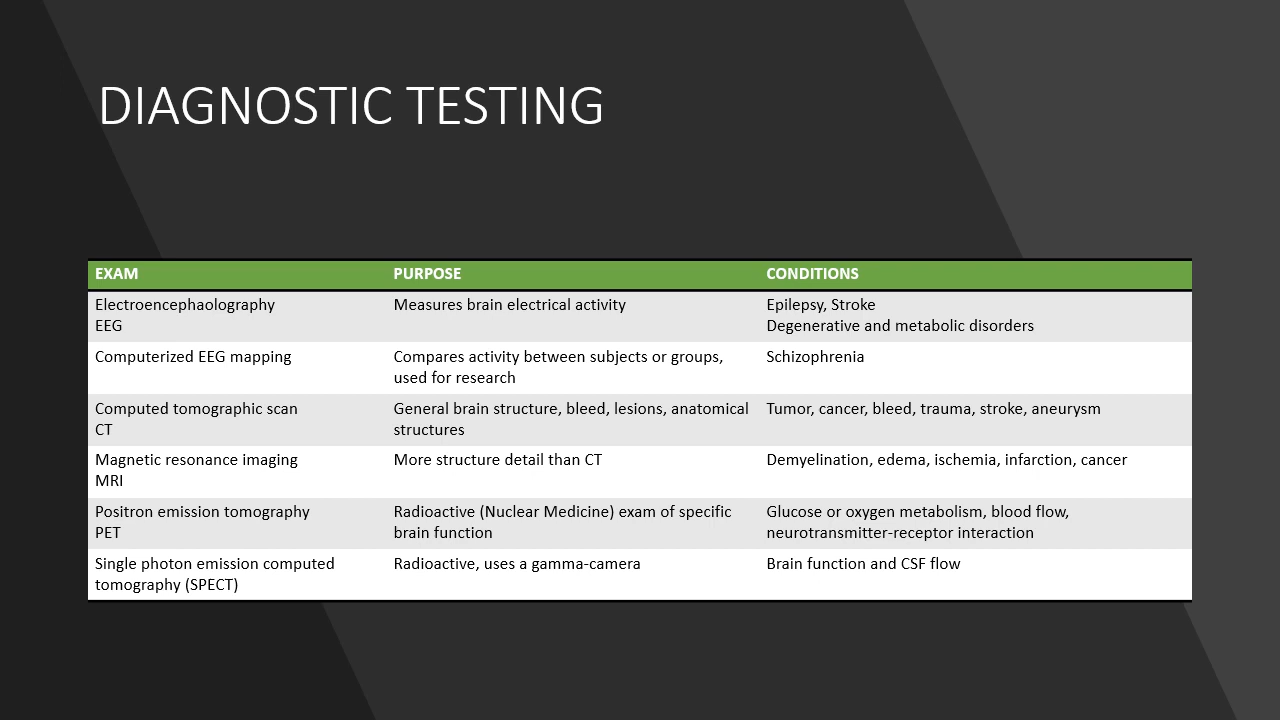 DIAGNOSTIC TESTING
EXAM PURPOSE CONDITIONS
Electroencephaolography Measures brain electrical activity Epilepsy, Stroke
EEG Degenerative and metabolic disorders
Computerized EEG mapping Compares activity between subjects or groups, Schizophrenia
used for research
Computed tomographic scan General brain structure, bleed, lesions, anatomical Tumor, cancer, bleed, trauma, stroke, aneurysm
CT structures
Magnetic resonance imaging More structure detail than CT Demyelination, edema, ischemia, infarction, cancer
MRI
Positron emission tomography Radioactive (Nuclear Medicine) exam of specific Glucose or oxygen metabolism, blood flow,
PET brain function neurotransmitter-receptor interaction
Single photon emission computed Radioactive, uses a gamma-camera Brain function and CSF flow
tomography (SPECT)